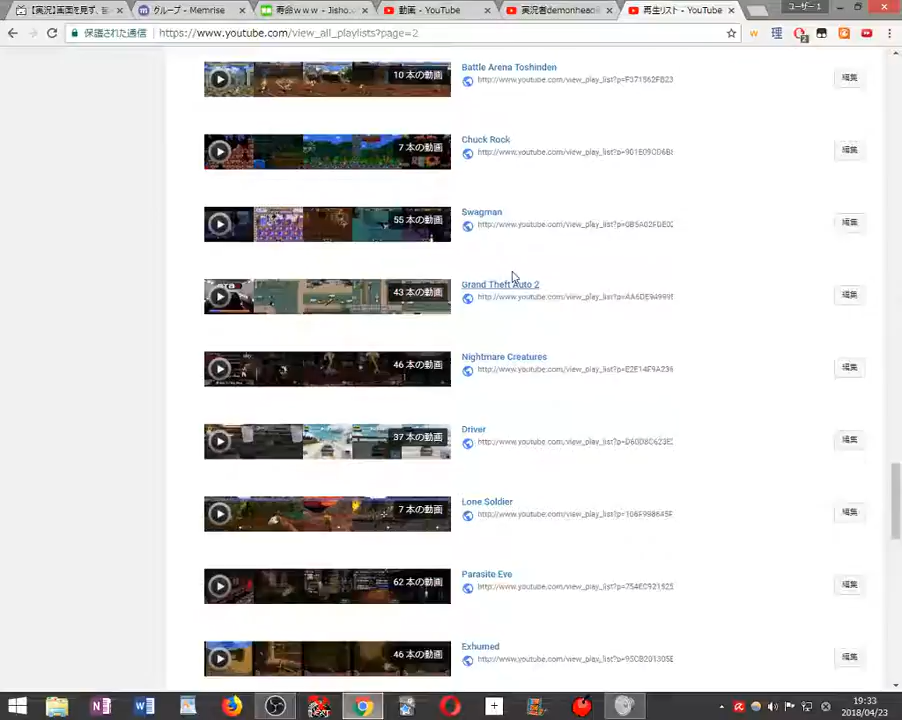 【実況】画面を見ず、音 × グループ - Memrise × 寿命ｗｗｗ - Jisho.o × 動画 - YouTube × 実況者demonhead × 再生リスト - YouTube × ユーザー 1
保護された通信 https://www.youtube.com/view_all_playlists?page=2
10 本の動画 Battle Arena Toshinden 編集
7 本の動画 Chuck Rock 編集
55 本の動画 Swagman 編集
43 本の動画 Grand Theft Auto 2 編集
46 本の動画 Nightmare Creatures 編集
37 本の動画 Driver 編集
7 本の動画 Lone Soldier 編集
62 本の動画 Parasite Eve 編集
46 本の動画 Exhumed 編集
19:33
2018/04/23